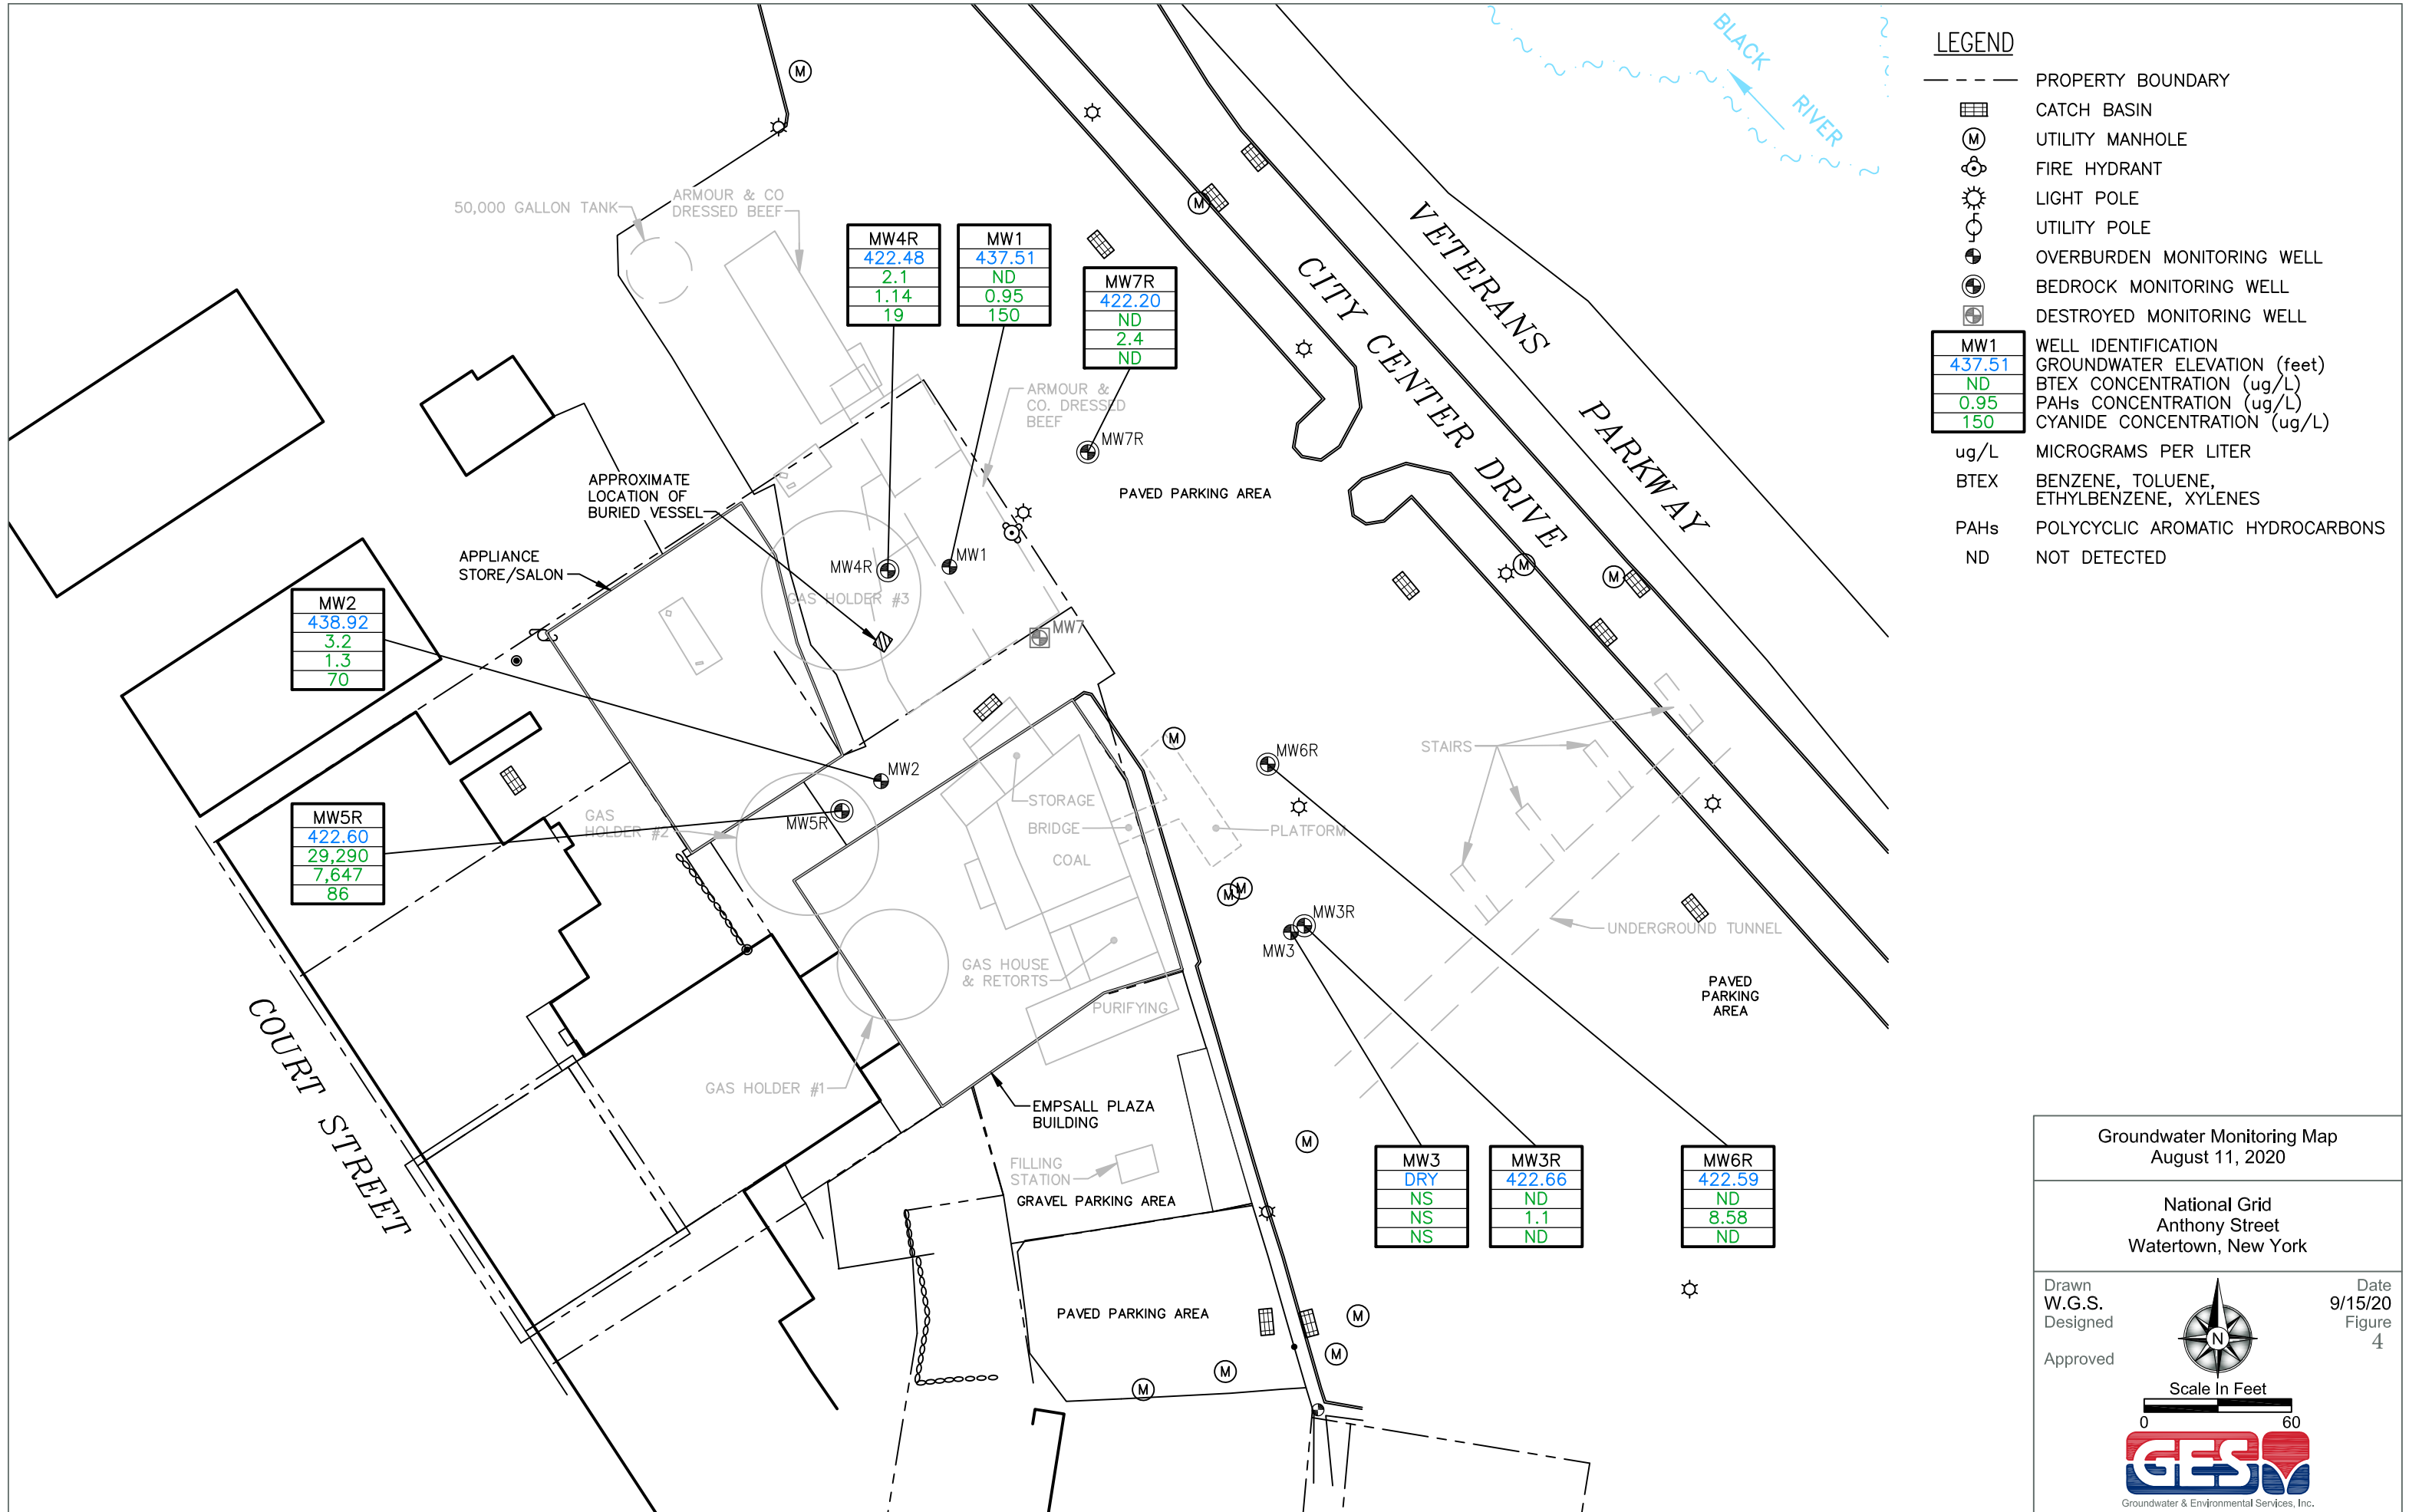 BLACK
RIVER
VETERANS PARKWAY
CITY CENTER DRIVE
COURT STREET
50,000 GALLON TANK
ARMOUR & CO
DRESSED BEEF
MW4R
422.48
2.1
1.14
19
MW1
437.51
ND
0.95
150
MW7R
422.20
ND
2.4
ND
ARMOUR &
CO. DRESSED
BEEF
MW7R
PAVED PARKING AREA
APPROXIMATE
LOCATION OF
BURIED VESSEL
APPLIANCE
STORE/SALON
MW4R
MW1
GAS HOLDER #3
MW7
MW2
438.92
3.2
1.3
70
MW2
MW5R
422.60
29,290
7,647
86
MW5R
GAS
HOLDER #2
STORAGE
BRIDGE
COAL
PLATFORM
MW6R
STAIRS
MW3R
MW3
UNDERGROUND TUNNEL
GAS HOUSE
& RETORTS
PURIFYING
PAVED
PARKING
AREA
GAS HOLDER #1
EMPSALL PLAZA
BUILDING
FILLING
STATION
GRAVEL PARKING AREA
PAVED PARKING AREA
MW3
DRY
NS
NS
NS
MW3R
422.66
ND
1.1
ND
MW6R
422.59
ND
8.58
ND
M
M
M
M
M
M
M
M
M
M
M
M
LEGEND
PROPERTY BOUNDARY
CATCH BASIN
M UTILITY MANHOLE
FIRE HYDRANT
LIGHT POLE
UTILITY POLE
OVERBURDEN MONITORING WELL
BEDROCK MONITORING WELL
DESTROYED MONITORING WELL
MW1 WELL IDENTIFICATION
437.51 GROUNDWATER ELEVATION (feet)
ND BTEX CONCENTRATION (ug/L)
0.95 PAHs CONCENTRATION (ug/L)
150 CYANIDE CONCENTRATION (ug/L)
ug/L MICROGRAMS PER LITER
BTEX BENZENE, TOLUENE,
ETHYLBENZENE, XYLENES
PAHs POLYCYCLIC AROMATIC HYDROCARBONS
ND NOT DETECTED
Groundwater Monitoring Map
August 11, 2020
National Grid
Anthony Street
Watertown, New York
Drawn
W.G.S.
Designed
Approved
N
Date
9/15/20
Figure
4
Scale In Feet
0 60
GES
Groundwater & Environmental Services, Inc.